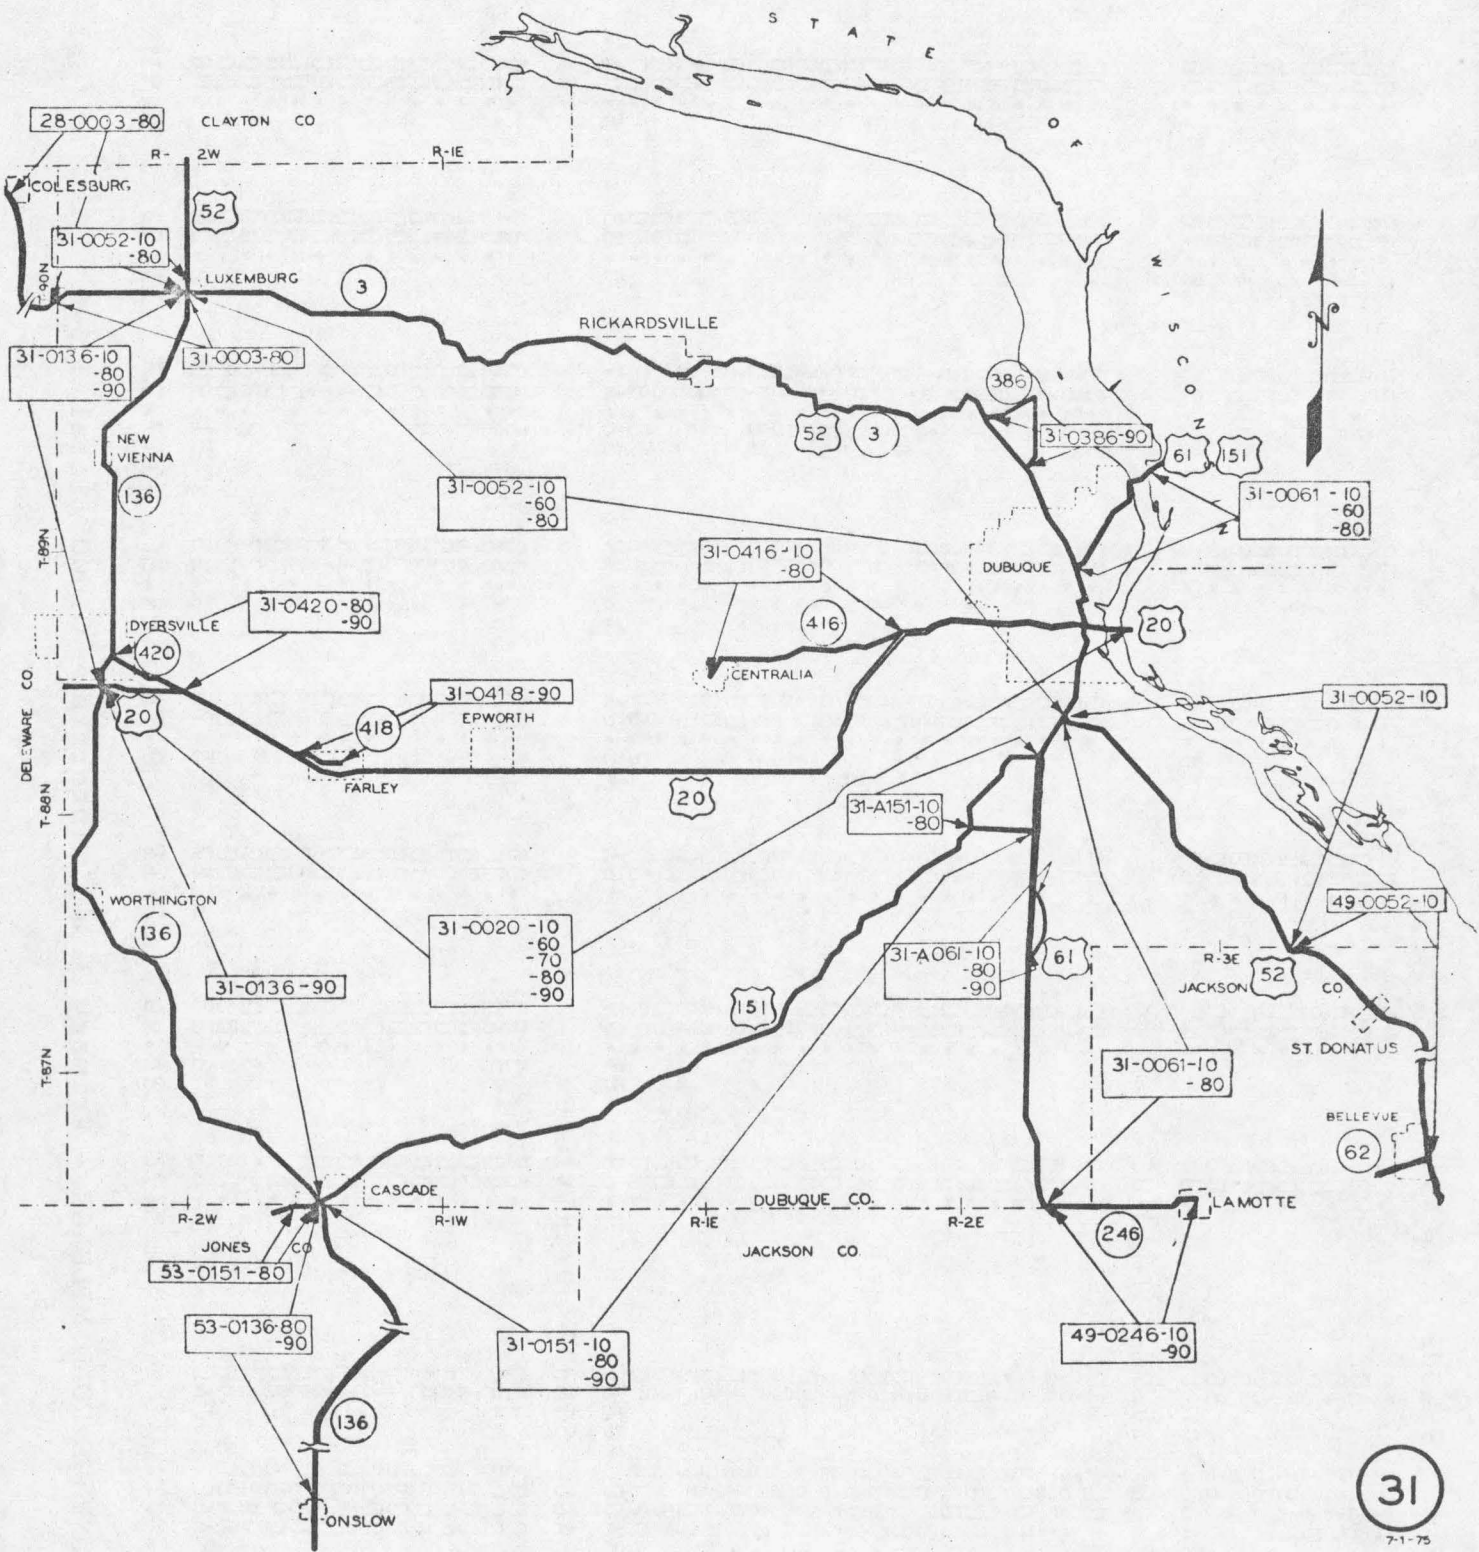 STATE OF WISCONSIN
28-0003-80
CLAYTON CO
R-2W
R-1E
COLESBURG
52
31-0052-10
-80
T-90N
LUXEMBURG
3
RICKARDSVILLE
31-0136-10
-80
-90
31-0003-80
386
52
3
31-0386-90
61
151
NEW
VIENNA
136
31-0052-10
-60
-80
31-0061-10
-60
-80
T-89N
31-0416-10
-80
DUBUQUE
31-0420-80
-90
DYERSVILLE
420
416
20
CENTRALIA
DELEWARE CO.
20
31-0418-90
418
EPWORTH
31-0052-10
FARLEY
20
T-88N
31-A151-10
-80
WORTHINGTON
136
49-0052-10
31-0020-10
-60
-70
-80
-90
31-A061-10
-80
-90
61
R-3E
52
JACKSON CO.
31-0136-90
151
ST. DONATUS
T-87N
31-0061-10
-80
BELLEVUE
62
CASCADE
DUBUQUE CO.
LAMOTTE
R-2W
R-1W
R-1E
R-2E
246
JONES CO
JACKSON CO.
53-0151-80
53-0136-80
-90
31-0151-10
-80
-90
49-0246-10
-90
136
ONSLOW
31
7-1-75